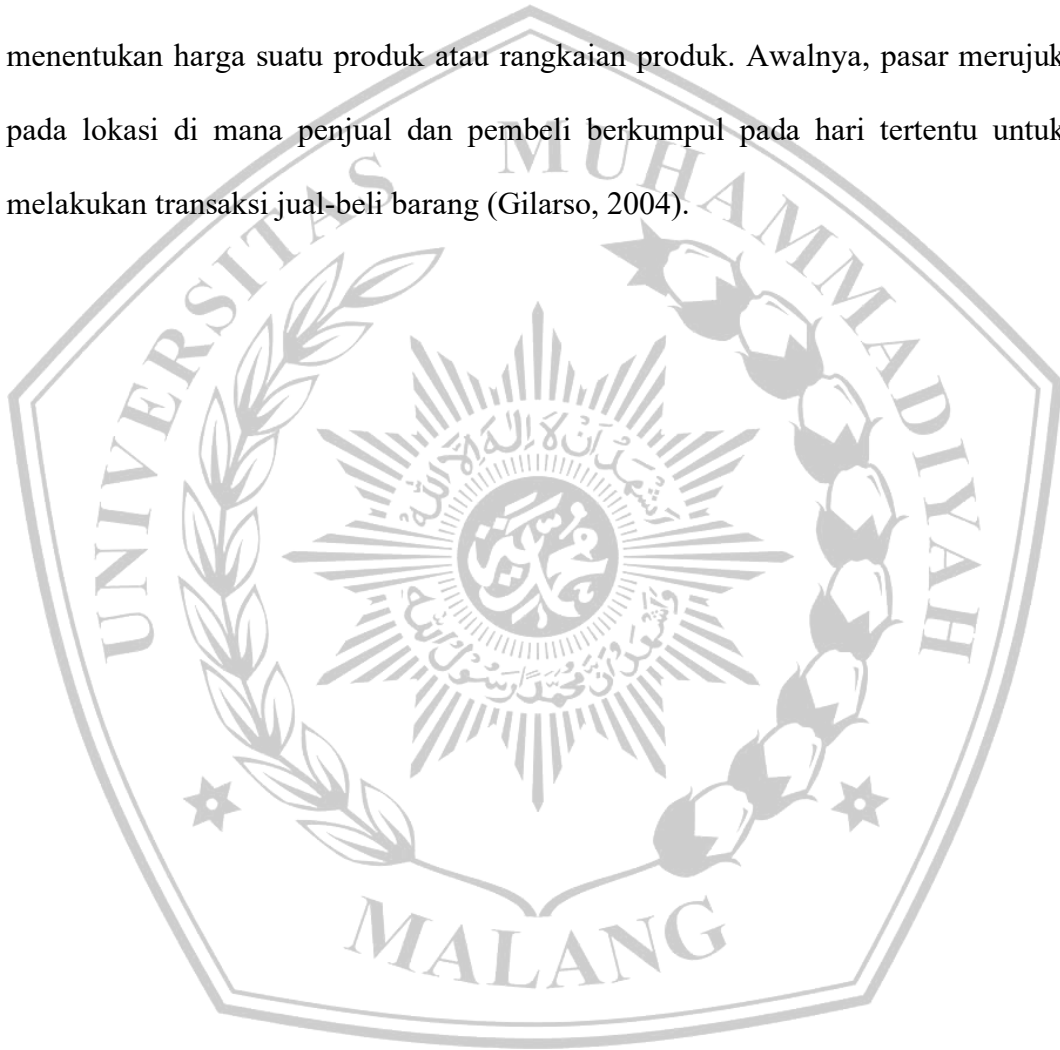 menentukan harga suatu produk atau rangkaian produk. Awalnya, pasar merujuk
pada lokasi di mana penjual dan pembeli berkumpul pada hari tertentu untuk
melakukan transaksi jual-beli barang (Gilarso, 2004).
UNIVERSITAS MUHAMMADIYAH
MALANG